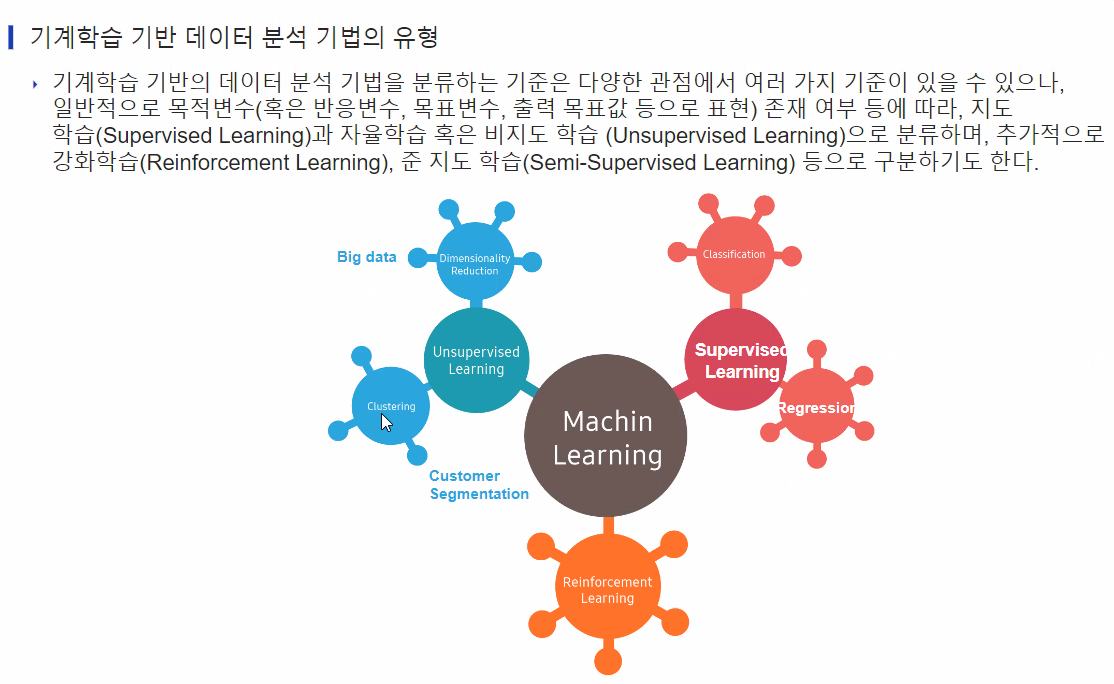 기계학습 기반 데이터 분석 기법의 유형
기계학습 기반의 데이터 분석 기법을 분류하는 기준은 다양한 관점에서 여러 가지 기준이 있을 수 있으나,
일반적으로 목적변수(혹은 반응변수, 목표변수, 출력 목표값 등으로 표현) 존재 여부 등에 따라, 지도
학습(Supervised Learning)과 자율학습 혹은 비지도 학습 (Unsupervised Learning)으로 분류하며, 추가적으로
강화학습(Reinforcement Learning), 준 지도 학습(Semi-Supervised Learning) 등으로 구분하기도 한다.
Big data
Dimensionality
Reduction
Classification
Unsupervised
Learning
Supervised
Learning
Clustering
Regression
Machin
Learning
Customer
Segmentation
Reinforcement
Learning